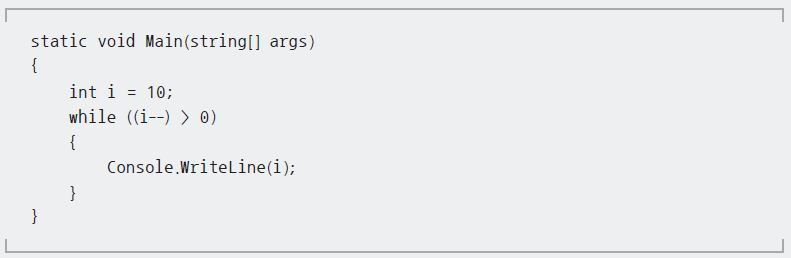 static void Main(string[] args)
{
    int i = 10;
    while ((i--) > 0)
    {
        Console.WriteLine(i);
    }
}